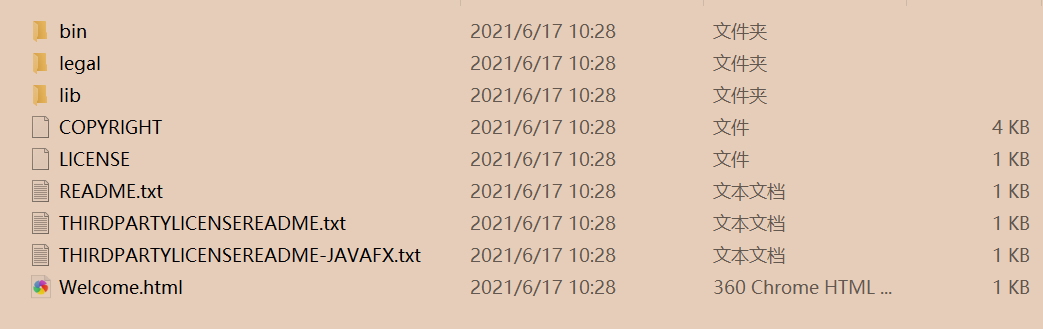 bin 2021/6/17 10:28 文件夹
legal 2021/6/17 10:28 文件夹
lib 2021/6/17 10:28 文件夹
COPYRIGHT 2021/6/17 10:28 文件 4 KB
LICENSE 2021/6/17 10:28 文件 1 KB
README.txt 2021/6/17 10:28 文本文档 1 KB
THIRDPARTYLICENSEREADME.txt 2021/6/17 10:28 文本文档 1 KB
THIRDPARTYLICENSEREADME-JAVAFX.txt 2021/6/17 10:28 文本文档 1 KB
Welcome.html 2021/6/17 10:28 360 Chrome HTML ... 1 KB